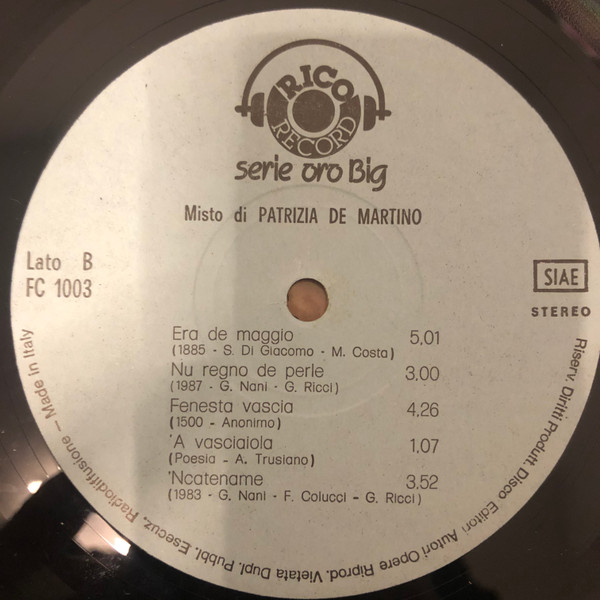 RICO
RECORD
serie oro Big
Misto di PATRIZIA DE MARTINO
Lato B
FC 1003
SIAE
STEREO
Era de maggio 5,01
(1885 - S. Di Giacomo - M. Costa)
Nu regno de perle 3,00
(1987 - G. Nani - G. Ricci)
Fenesta vascia 4,26
(1500 - Anonimo)
'A vasciaiola 1,07
(Poesia - A. Trusiano)
'Ncatename 3,52
(1983 - G. Nani - F. Colucci - G. Ricci)
Riserv. Diritti Produtt. Disco Editori Autori Opere Riprod. Vietata Dupl. Pubbl. Esecuz. Radiodiffusione — Made in Italy